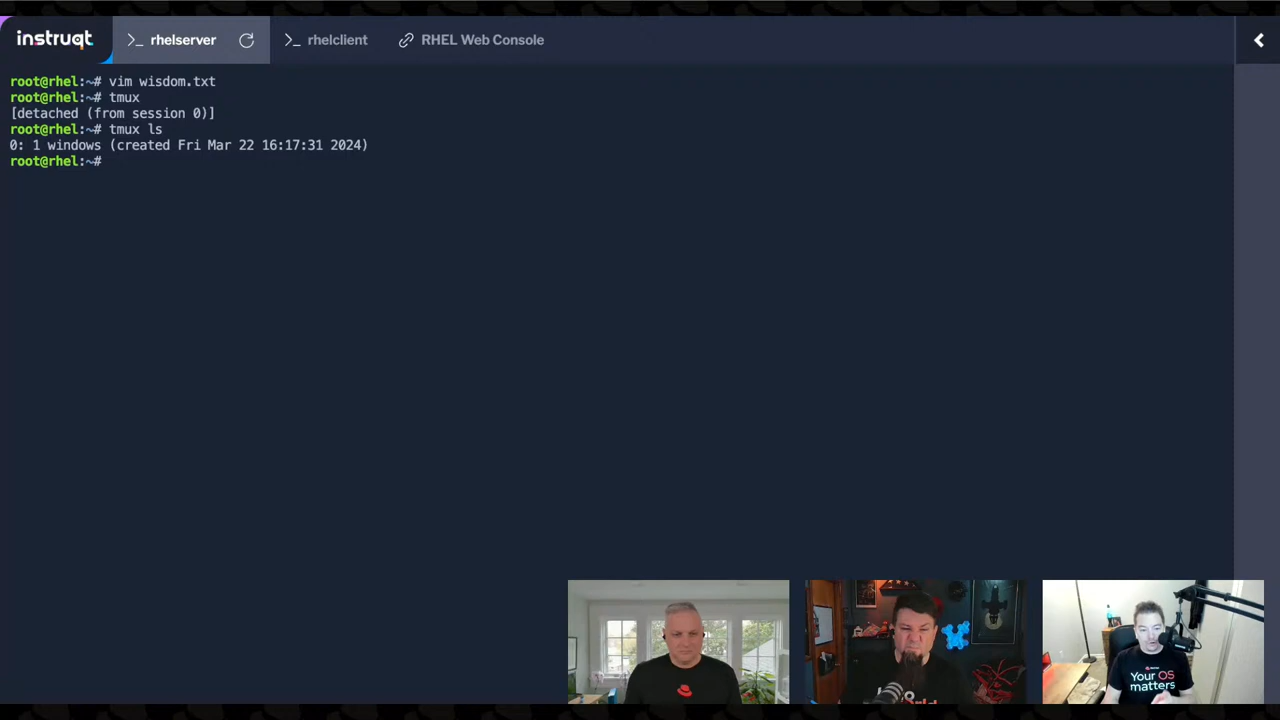 instruqt
>_ rhelserver
>_ rhelclient
RHEL Web Console
root@rhel:~# vim wisdom.txt
root@rhel:~# tmux
[detached (from session 0)]
root@rhel:~# tmux ls
0: 1 windows (created Fri Mar 22 16:17:31 2024)
root@rhel:~#
Your OS
matters